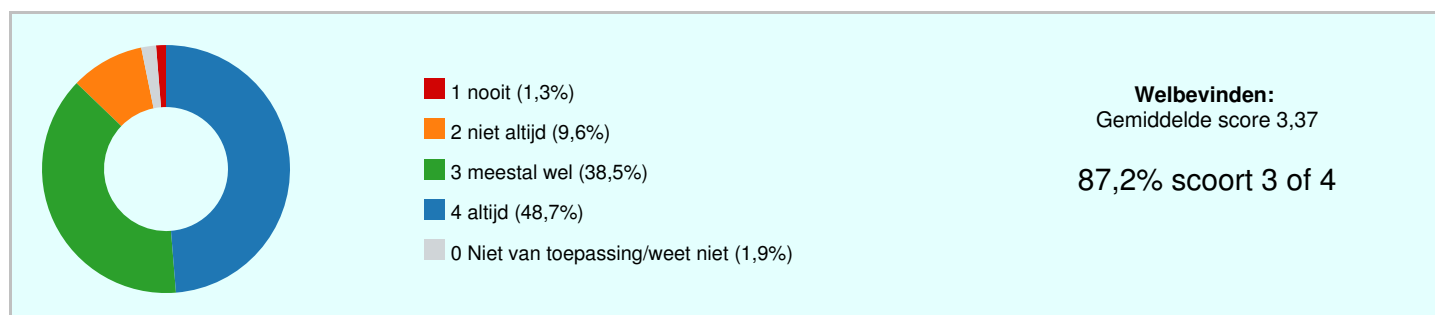 1 nooit (1,3%)
2 niet altijd (9,6%)
3 meestal wel (38,5%)
4 altijd (48,7%)
0 Niet van toepassing/weet niet (1,9%)
Welbevinden:
Gemiddelde score 3,37
87,2% scoort 3 of 4